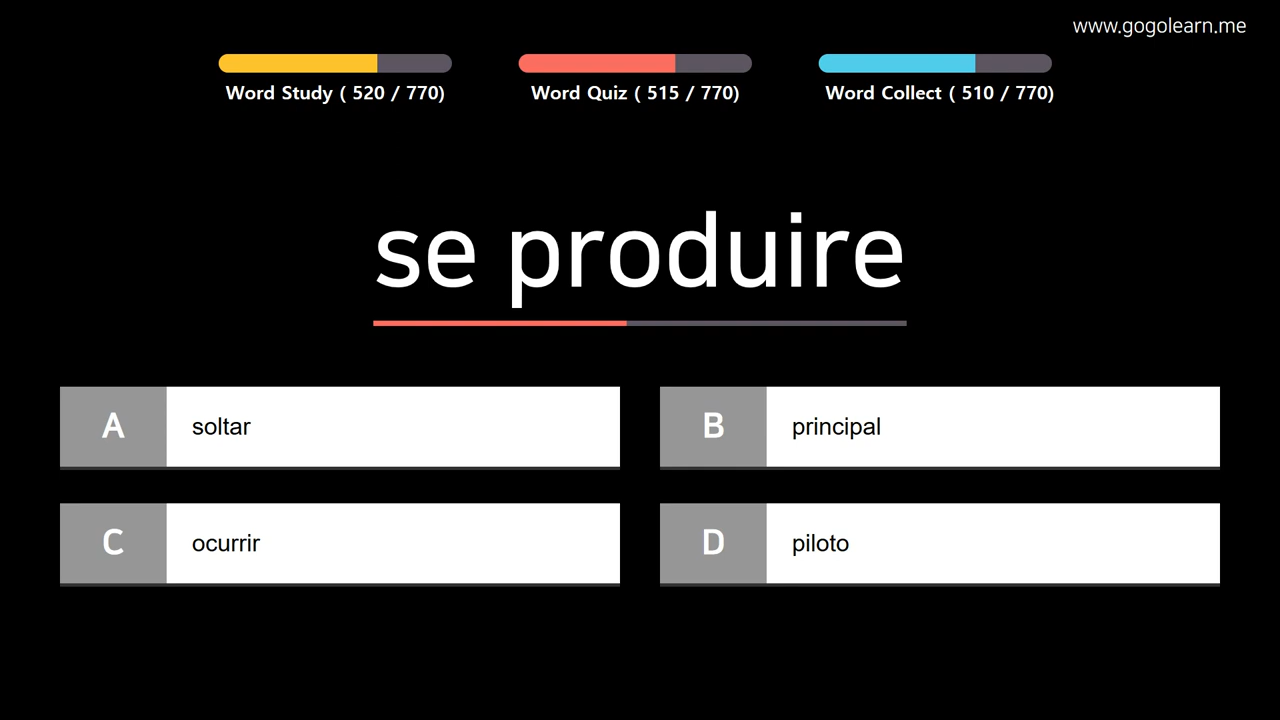 www.gogolearn.me
Word Study ( 520 / 770)
Word Quiz ( 515 / 770)
Word Collect ( 510 / 770)
se produire
A soltar
B principal
C ocurrir
D piloto